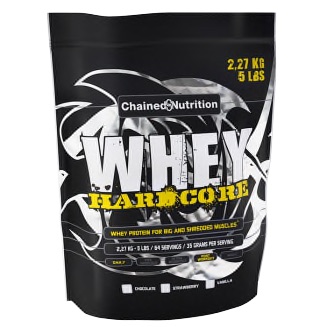 2,27 KG
5 LBS
Chained Nutrition
WHEY
HARDCORE
WHEY PROTEIN FOR BIG AND SHREDDED MUSCLES
2,27 KG - 5 LBS / 64 SERVINGS / 35 GRAMS PER SERVING
CHOCOLATE STRAWBERRY VANILLA